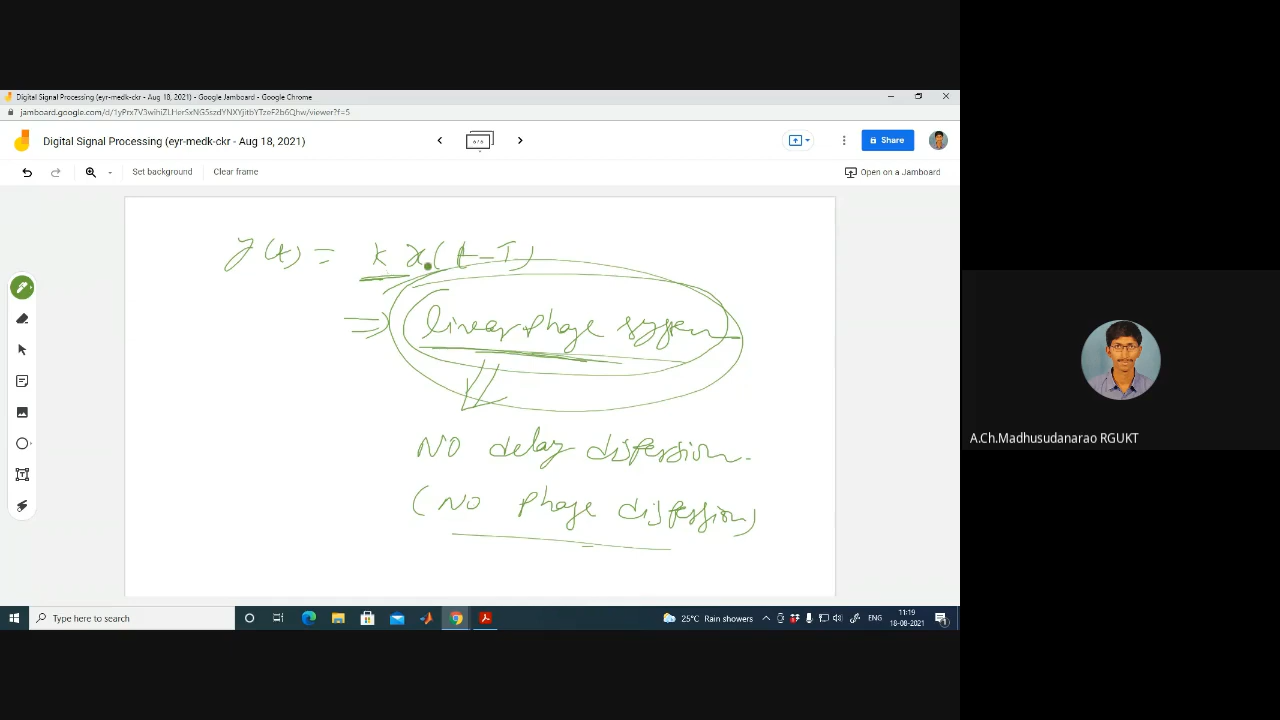 Digital Signal Processing (eyr-medk-ckr - Aug 18, 2021) - Google Jamboard - Google Chrome
Digital Signal Processing (eyr-medk-ckr - Aug 18, 2021)
6 / 6
Share
Set background
Clear frame
Open on a Jamboard
y(t) = k x(t-T)
=> linear phase system
NO delay dispersion.
(NO phase dispersion)
A.Ch.Madhusudanarao RGUKT
Type here to search
25°C Rain showers
ENG
11:19
18-08-2021